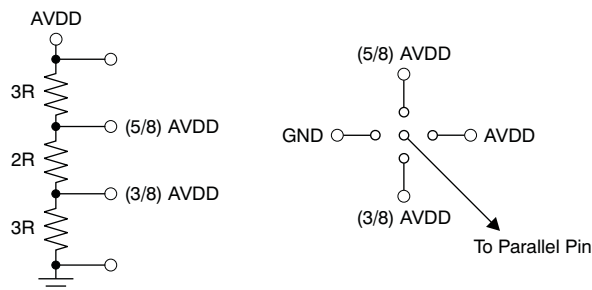 AVDD
3R
(5/8) AVDD
2R
(3/8) AVDD
3R
(5/8) AVDD
GND
AVDD
(3/8) AVDD
To Parallel Pin